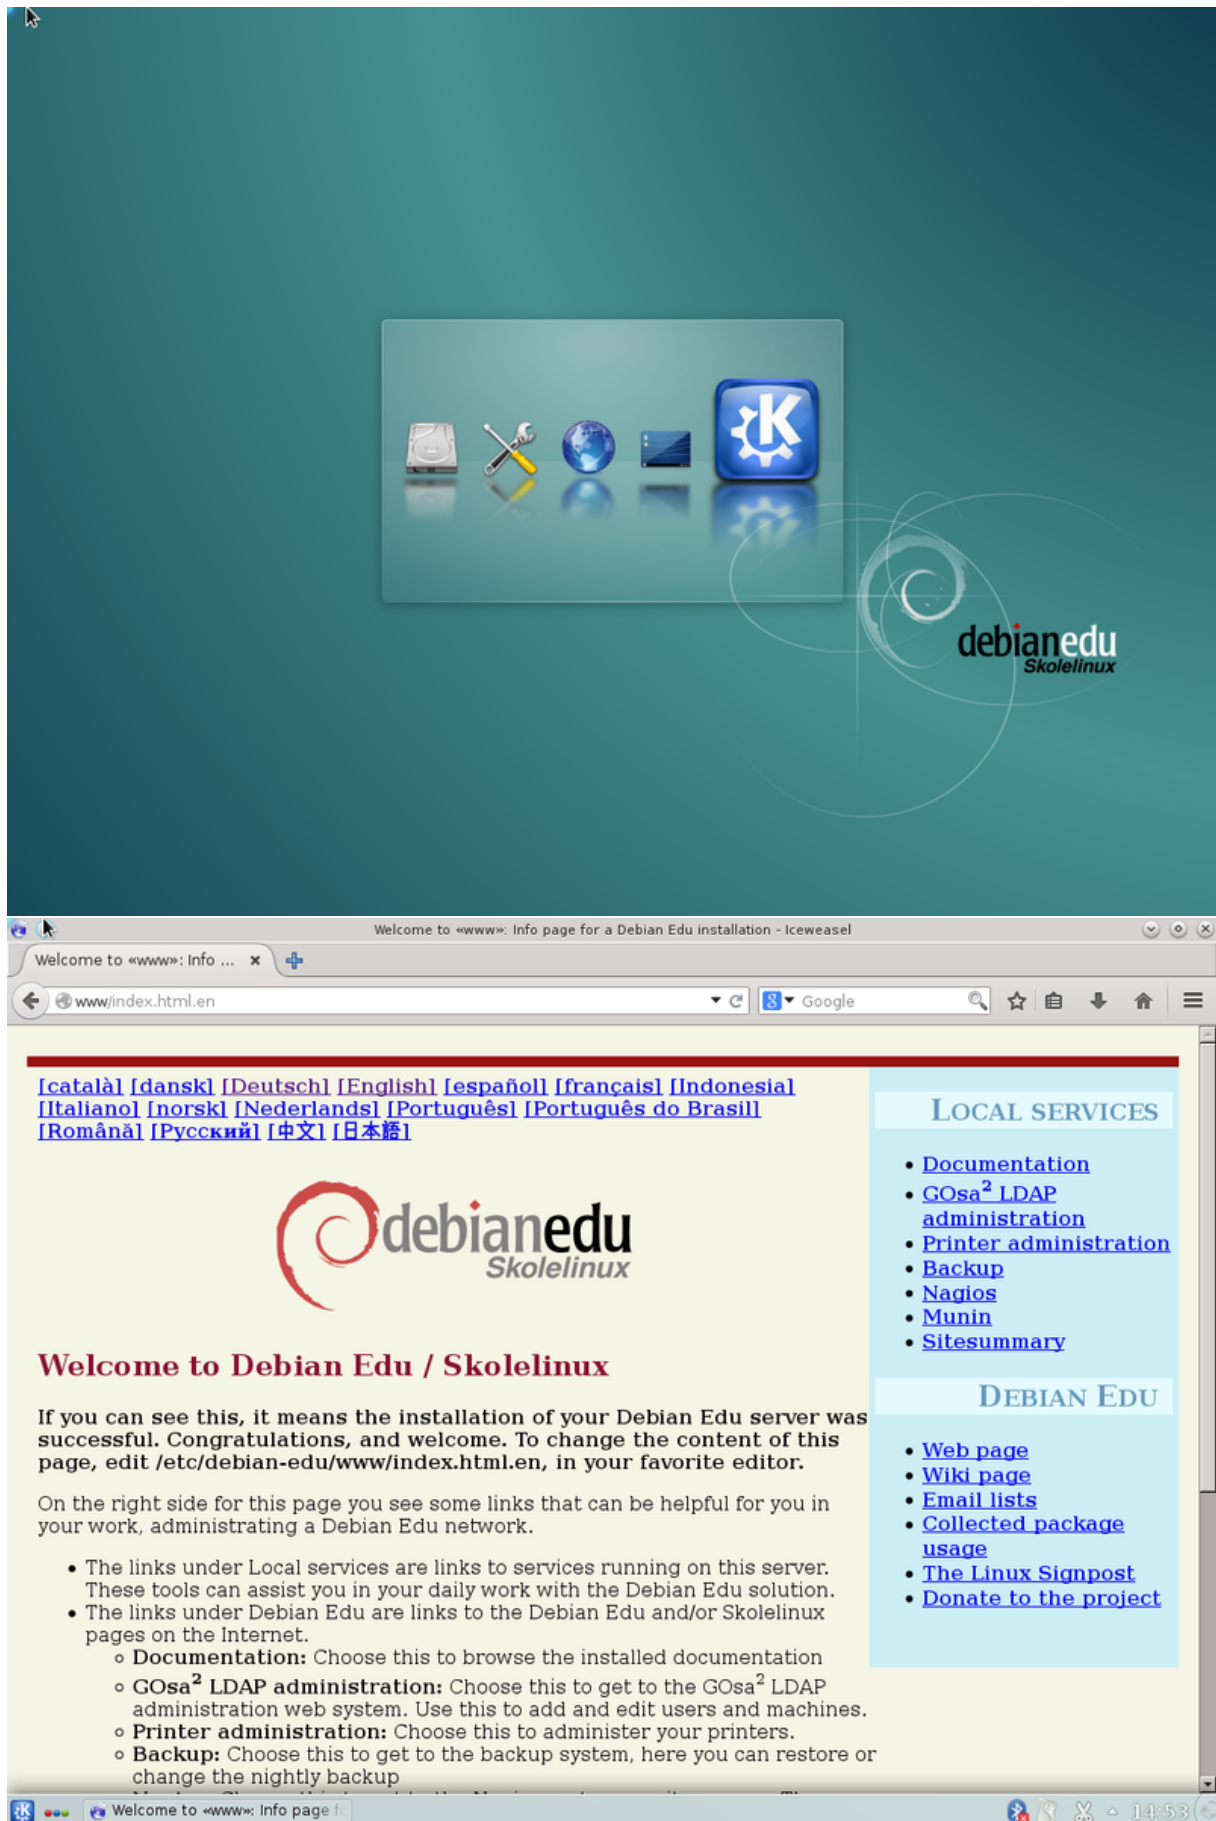 debianedu
Skolelinux
Welcome to «www»: Info page for a Debian Edu installation - Iceweasel
Welcome to «www»: Info ...
www/index.html.en
8 Google
[català] [dansk] [Deutsch] [English] [español] [français] [Indonesia]
[Italiano] [norsk] [Nederlands] [Português] [Português do Brasil]
[Română] [Русский] [中文] [日本語]
debianedu
Skolelinux
Welcome to Debian Edu / Skolelinux
If you can see this, it means the installation of your Debian Edu server was
successful. Congratulations, and welcome. To change the content of this
page, edit /etc/debian-edu/www/index.html.en, in your favorite editor.
On the right side for this page you see some links that can be helpful for you in
your work, administrating a Debian Edu network.
• The links under Local services are links to services running on this server.
These tools can assist you in your daily work with the Debian Edu solution.
• The links under Debian Edu are links to the Debian Edu and/or Skolelinux
pages on the Internet.
◦ Documentation: Choose this to browse the installed documentation
◦ GOsa² LDAP administration: Choose this to get to the GOsa² LDAP
administration web system. Use this to add and edit users and machines.
◦ Printer administration: Choose this to administer your printers.
◦ Backup: Choose this to get to the backup system, here you can restore or
change the nightly backup
LOCAL SERVICES
• Documentation
• GOsa² LDAP
administration
• Printer administration
• Backup
• Nagios
• Munin
• Sitesummary
DEBIAN EDU
• Web page
• Wiki page
• Email lists
• Collected package
usage
• The Linux Signpost
• Donate to the project
Welcome to «www»: Info page f
14:53